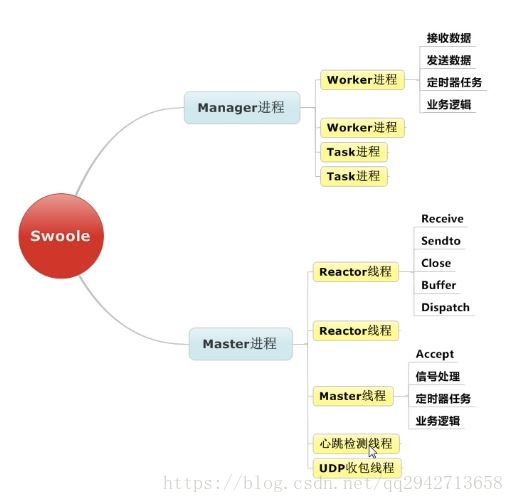 Swoole
Manager进程
Worker进程
接收数据
发送数据
定时器任务
业务逻辑
Worker进程
Task进程
Task进程
Master进程
Reactor线程
Receive
Sendto
Close
Buffer
Dispatch
Reactor线程
Master线程
Accept
信号处理
定时器任务
业务逻辑
心跳检测线程
UDP收包线程
https://blog.csdn.net/qq2942713658